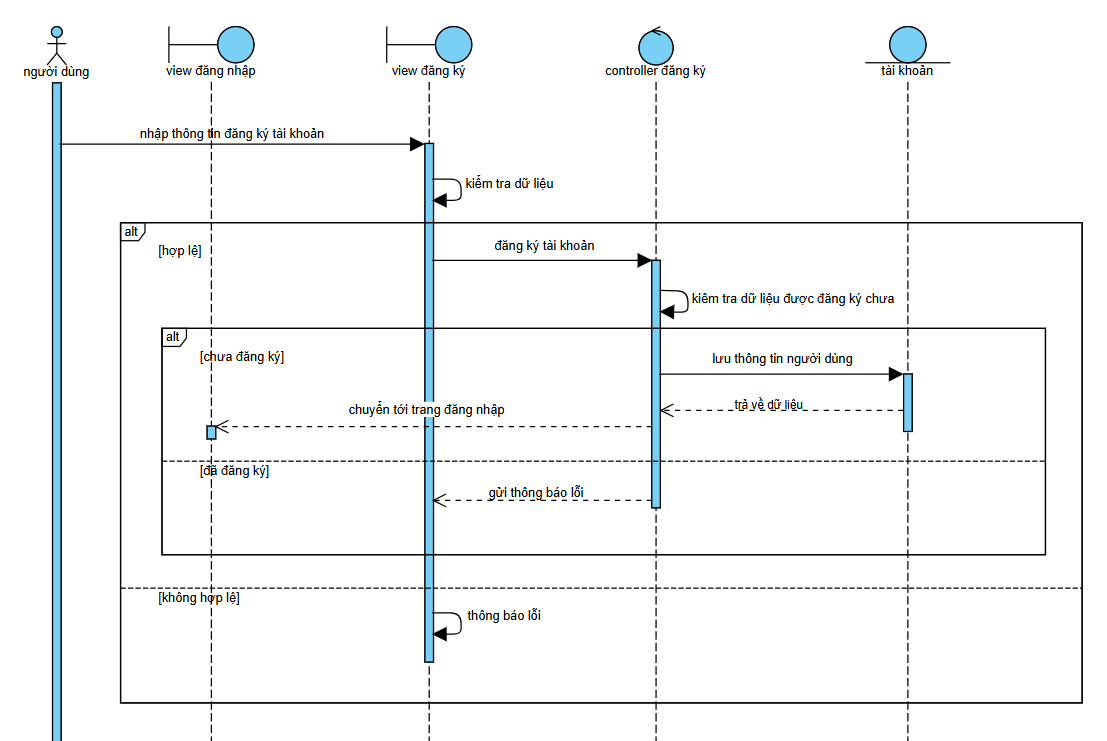 người dùng
view đăng nhập
view đăng ký
controller đăng ký
tài khoản
nhập thông tin đăng ký tài khoản
kiểm tra dữ liệu
alt
[hợp lệ]
đăng ký tài khoản
kiêm tra dữ liệu được đăng ký chưa
alt
[chưa đăng ký]
lưu thông tin người dùng
trả về dữ liệu
chuyển tới trang đăng nhập
[đã đăng ký]
gửi thông báo lỗi
[không hợp lệ]
thông báo lỗi